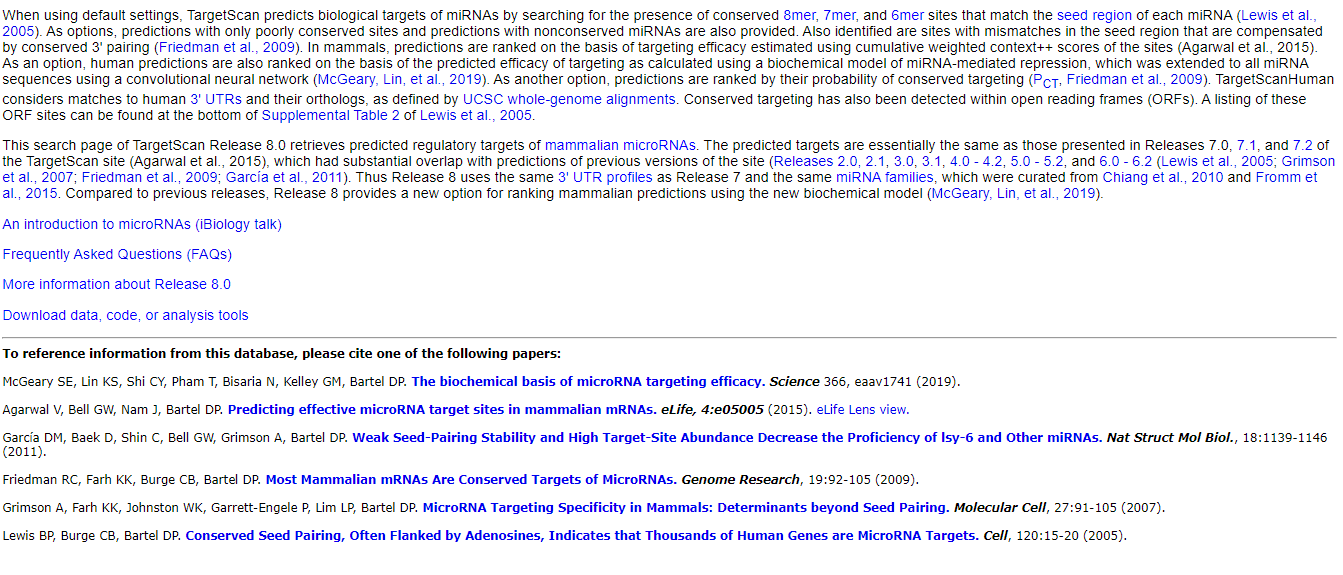 When using default settings, TargetScan predicts biological targets of miRNAs by searching for the presence of conserved 8mer, 7mer, and 6mer sites that match the seed region of each miRNA (Lewis et al.,
2005). As options, predictions with only poorly conserved sites and predictions with nonconserved miRNAs are also provided. Also identified are sites with mismatches in the seed region that are compensated
by conserved 3' pairing (Friedman et al., 2009). In mammals, predictions are ranked on the basis of targeting efficacy estimated using cumulative weighted context++ scores of the sites (Agarwal et al., 2015).
As an option, human predictions are also ranked on the basis of the predicted efficacy of targeting as calculated using a biochemical model of miRNA-mediated repression, which was extended to all miRNA
sequences using a convolutional neural network (McGeary, Lin, et al., 2019). As another option, predictions are ranked by their probability of conserved targeting (PCT, Friedman et al., 2009). TargetScanHuman
considers matches to human 3' UTRs and their orthologs, as defined by UCSC whole-genome alignments. Conserved targeting has also been detected within open reading frames (ORFs). A listing of these
ORF sites can be found at the bottom of Supplemental Table 2 of Lewis et al., 2005.
This search page of TargetScan Release 8.0 retrieves predicted regulatory targets of mammalian microRNAs. The predicted targets are essentially the same as those presented in Releases 7.0, 7.1, and 7.2 of
the TargetScan site (Agarwal et al., 2015), which had substantial overlap with predictions of previous versions of the site (Releases 2.0, 2.1, 3.0, 3.1, 4.0 - 4.2, 5.0 - 5.2, and 6.0 - 6.2 (Lewis et al., 2005; Grimson
et al., 2007; Friedman et al., 2009; García et al., 2011). Thus Release 8 uses the same 3' UTR profiles as Release 7 and the same miRNA families, which were curated from Chiang et al., 2010 and Fromm et
al., 2015. Compared to previous releases, Release 8 provides a new option for ranking mammalian predictions using the new biochemical model (McGeary, Lin, et al., 2019).
An introduction to microRNAs (iBiology talk)
Frequently Asked Questions (FAQs)
More information about Release 8.0
Download data, code, or analysis tools
To reference information from this database, please cite one of the following papers:
McGeary SE, Lin KS, Shi CY, Pham T, Bisaria N, Kelley GM, Bartel DP. The biochemical basis of microRNA targeting efficacy. Science 366, eaav1741 (2019).
Agarwal V, Bell GW, Nam J, Bartel DP. Predicting effective microRNA target sites in mammalian mRNAs. eLife, 4:e05005 (2015). eLife Lens view.
García DM, Baek D, Shin C, Bell GW, Grimson A, Bartel DP. Weak Seed-Pairing Stability and High Target-Site Abundance Decrease the Proficiency of lsy-6 and Other miRNAs. Nat Struct Mol Biol., 18:1139-1146
(2011).
Friedman RC, Farh KK, Burge CB, Bartel DP. Most Mammalian mRNAs Are Conserved Targets of MicroRNAs. Genome Research, 19:92-105 (2009).
Grimson A, Farh KK, Johnston WK, Garrett-Engele P, Lim LP, Bartel DP. MicroRNA Targeting Specificity in Mammals: Determinants beyond Seed Pairing. Molecular Cell, 27:91-105 (2007).
Lewis BP, Burge CB, Bartel DP. Conserved Seed Pairing, Often Flanked by Adenosines, Indicates that Thousands of Human Genes are MicroRNA Targets. Cell, 120:15-20 (2005).